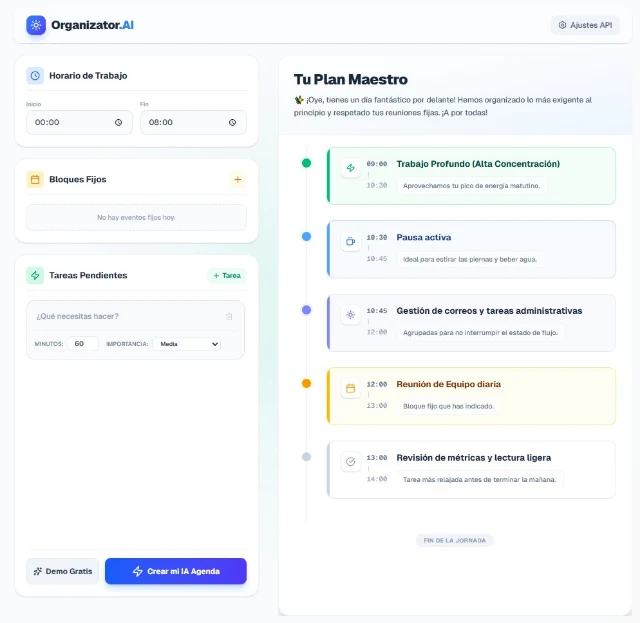 Organizator.AI
Ajustes API
Horario de Trabajo
Inicio
Fin
00:00
08:00
Bloques Fijos
+
No hay eventos fijos hoy.
Tareas Pendientes
+ Tarea
¿Qué necesitas hacer?
MINUTOS: 60 IMPORTANCIA: Media
Demo Gratis
Crear mi IA Agenda
Tu Plan Maestro
¡Oye, tienes un día fantástico por delante! Hemos organizado lo más exigente al
principio y respetado tus reuniones fijas. ¡A por todas!
09:00
10:30
Trabajo Profundo (Alta Concentración)
Aprovechamos tu pico de energía matutino.
10:30
10:45
Pausa activa
Ideal para estirar las piernas y beber agua.
10:45
12:00
Gestión de correos y tareas administrativas
Agrupadas para no interrumpir el estado de flujo.
12:00
13:00
Reunión de Equipo diaria
Bloque fijo que has indicado.
13:00
14:00
Revisión de métricas y lectura ligera
Tarea más relajada antes de terminar la mañana.
FIN DE LA JORNADA